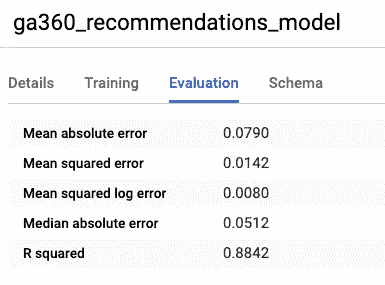 ga360_recommendations_model
Details Training Evaluation Schema
Mean absolute error 0.0790
Mean squared error 0.0142
Mean squared log error 0.0080
Median absolute error 0.0512
R squared 0.8842